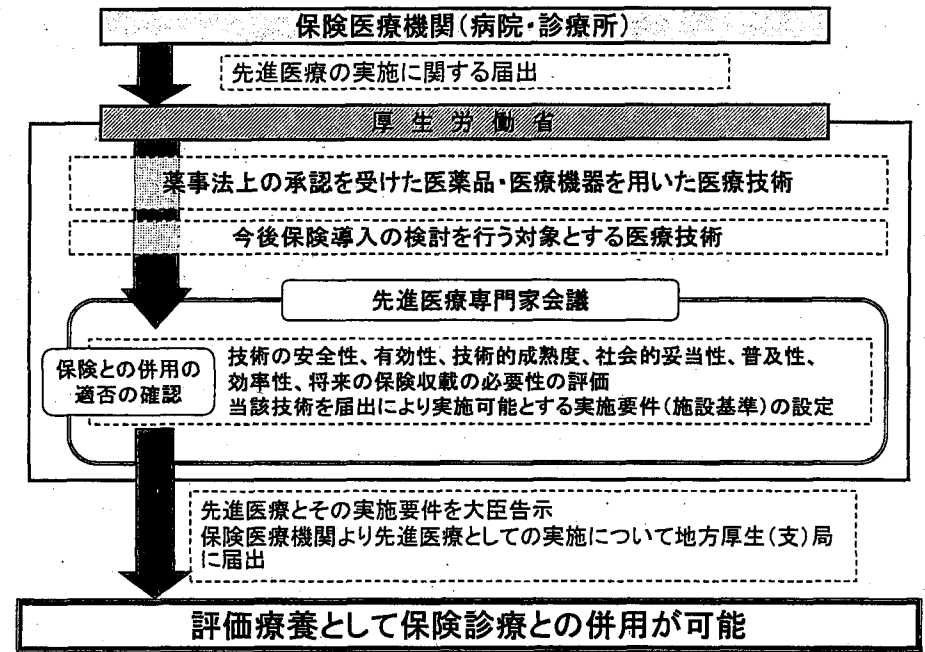 保険医療機関(病院・診療所)
先進医療の実施に関する届出
厚生労働省
薬事法上の承認を受けた医薬品・医療機器を用いた医療技術
今後保険導入の検討を行う対象とする医療技術
先進医療専門家会議
保険との併用の
適否の確認
技術の安全性、有効性、技術的成熟度、社会的妥当性、普及性、
効率性、将来の保険収載の必要性の評価
当該技術を届出により実施可能とする実施要件(施設基準)の設定
先進医療とその実施要件を大臣告示
保険医療機関より先進医療としての実施について地方厚生(支)局
に届出
評価療養として保険診療との併用が可能